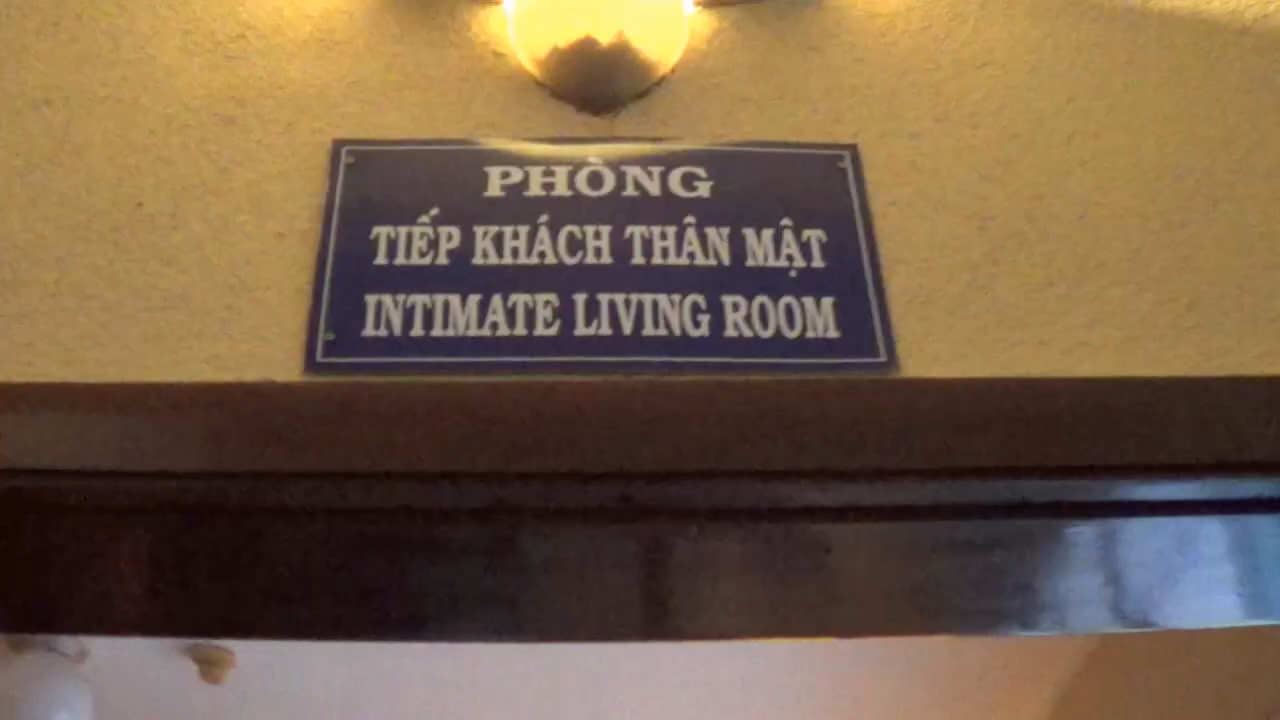 PHÒNG
TIẾP KHÁCH THÂN MẬT
INTIMATE LIVING ROOM